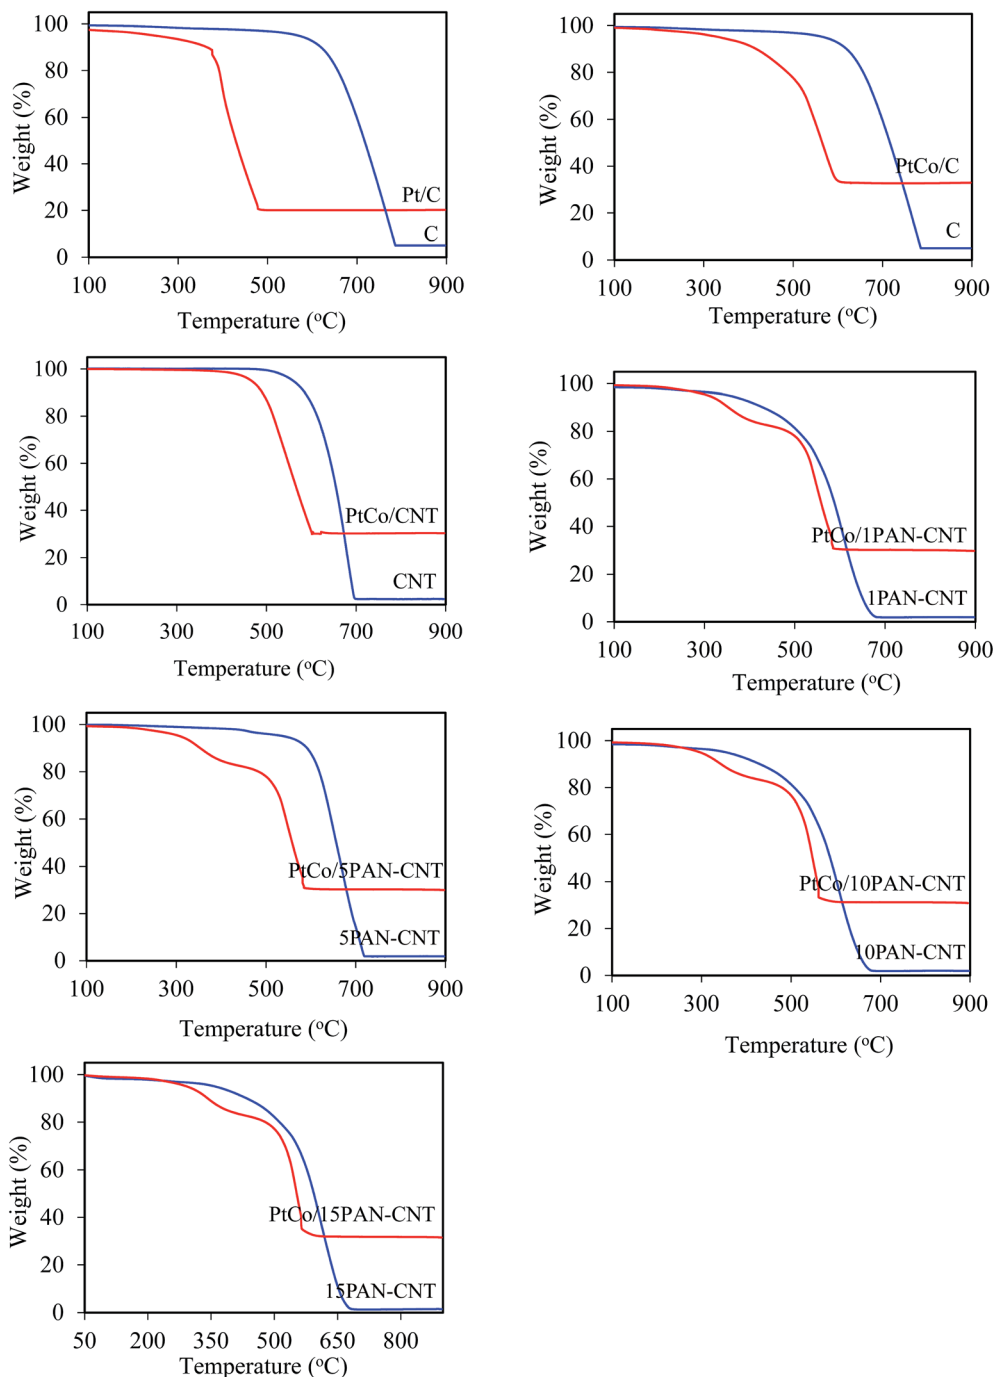 100
80
60
40
20
0
Weight (%)
Pt/C
C
100 300 500 700 900
Temperature (°C)
100
80
60
40
20
0
Weight (%)
PtCo/C
C
100 300 500 700 900
Temperature (°C)
100
80
60
40
20
0
Weight (%)
PtCo/CNT
CNT
100 300 500 700 900
Temperature (°C)
100
80
60
40
20
0
Weight (%)
PtCo/1PAN-CNT
1PAN-CNT
100 300 500 700 900
Temperature (°C)
100
80
60
40
20
0
Weight (%)
PtCo/5PAN-CNT
5PAN-CNT
100 300 500 700 900
Temperature (°C)
100
80
60
40
20
0
Weight (%)
PtCo/10PAN-CNT
10PAN-CNT
100 300 500 700 900
Temperature (°C)
100
80
60
40
20
0
Weight (%)
PtCo/15PAN-CNT
15PAN-CNT
50 200 350 500 650 800
Temperature (°C)